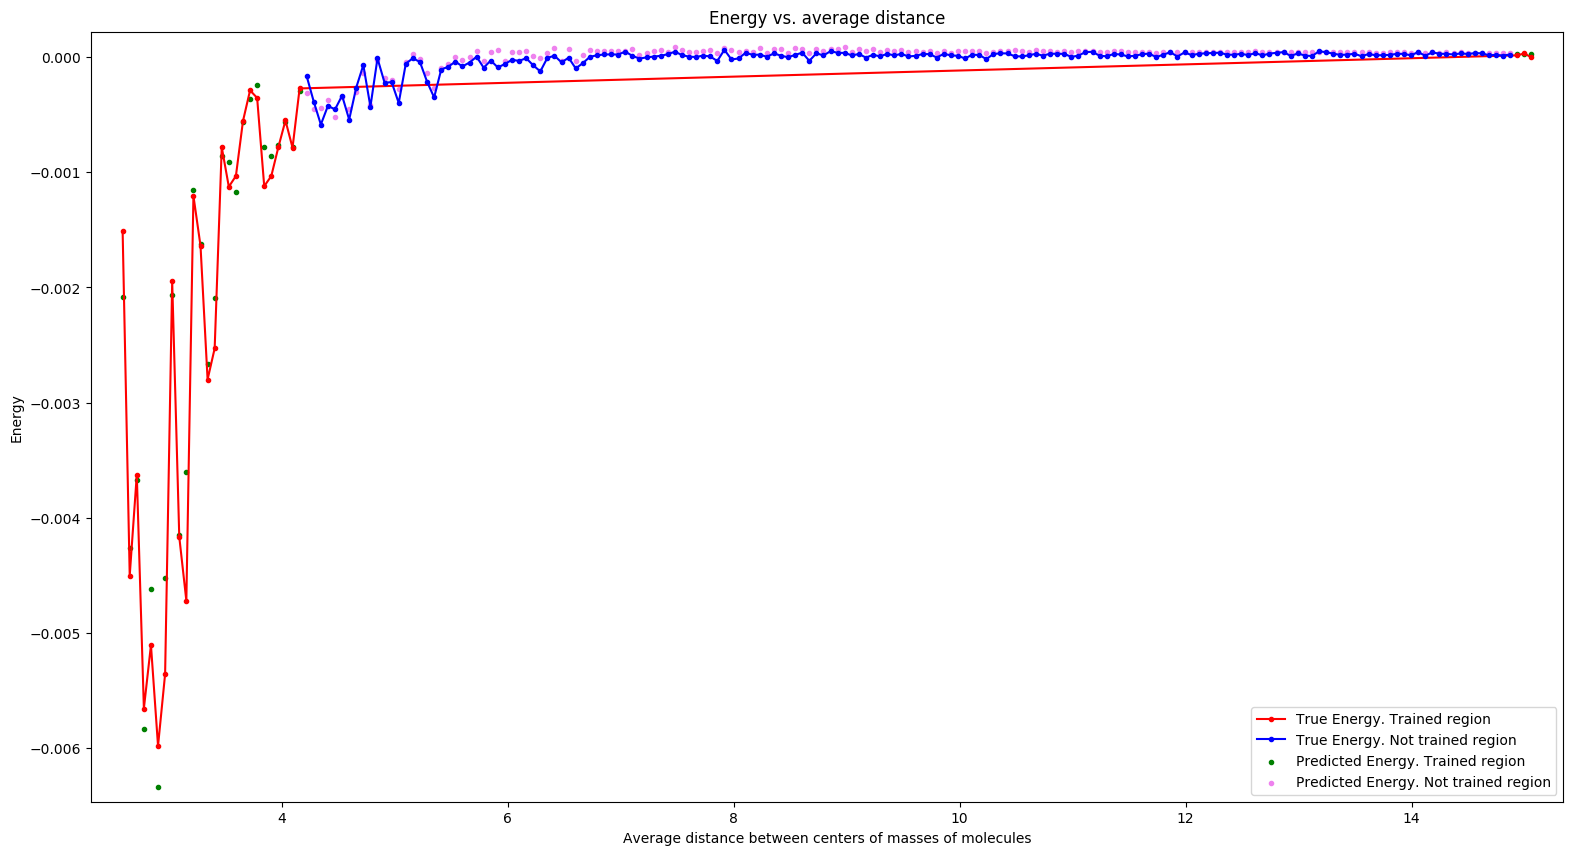 Energy vs. average distance
0.000
−0.001
−0.002
−0.003
−0.004
−0.005
−0.006
Energy
4
6
8
10
12
14
Average distance between centers of masses of molecules
True Energy. Trained region
True Energy. Not trained region
Predicted Energy. Trained region
Predicted Energy. Not trained region